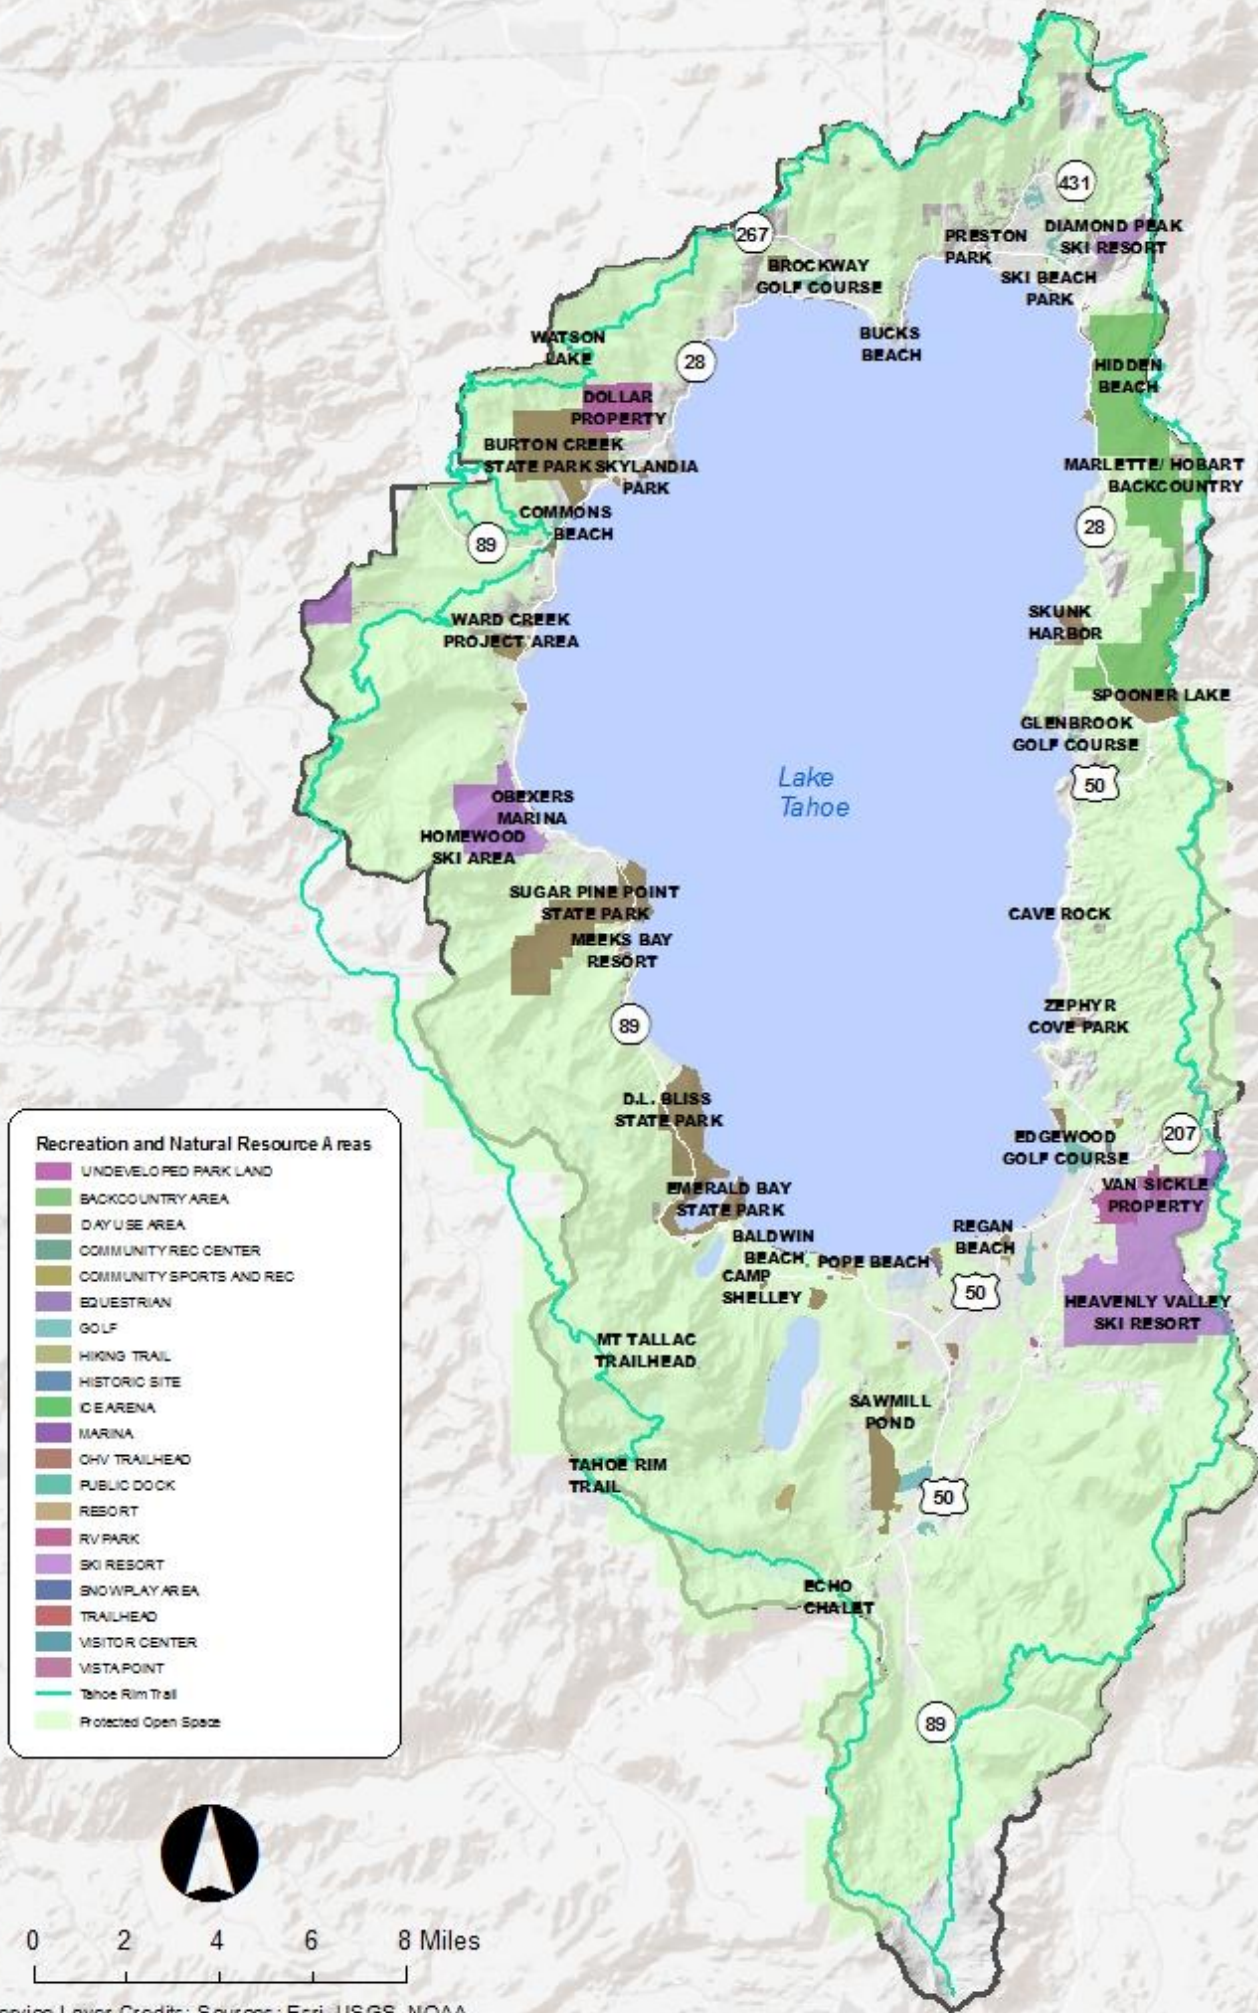 431
267
PRESTON
PARK
DIAMOND PEAK
SKI RESORT
BROCKWAY
GOLF COURSE
SKI BEACH
PARK
BUCKS
BEACH
WATSON
LAKE
28
HIDDEN
BEACH
DOLLAR
PROPERTY
BURTON CREEK
STATE PARK
SKYLANDIA
PARK
MARLETTE/ HOBART
BACKCOUNTRY
COMMONS
BEACH
28
89
WARD CREEK
PROJECT AREA
SKUNK
HARBOR
SPOONER LAKE
GLENBROOK
GOLF COURSE
50
Lake
Tahoe
OBEXERS
MARINA
HOMEWOOD
SKI AREA
SUGAR PINE POINT
STATE PARK
CAVE ROCK
MEEKS BAY
RESORT
89
ZEPHYR
COVE PARK
D.L. BLISS
STATE PARK
EDGEWOOD
GOLF COURSE
207
EMERALD BAY
STATE PARK
VAN SICKLE
PROPERTY
BALDWIN
BEACH
REGAN
BEACH
POPE BEACH
CAMP
SHELLEY
50
HEAVENLY VALLEY
SKI RESORT
MT TALLAC
TRAILHEAD
SAWMILL
POND
TAHOE RIM
TRAIL
50
ECHO
CHALET
89
Recreation and Natural Resource Areas
UNDEVELOPED PARK LAND
BACKCOUNTRY AREA
DAY USE AREA
COMMUNITY REC CENTER
COMMUNITY SPORTS AND REC
EQUESTRIAN
GOLF
HIKING TRAIL
HISTORIC SITE
ICE ARENA
MARINA
OHV TRAILHEAD
PUBLIC DOCK
RESORT
RV PARK
SKI RESORT
SNOWPLAY AREA
TRAILHEAD
VISITOR CENTER
VISTA POINT
Tahoe Rim Trail
Protected Open Space
0 2 4 6 8 Miles
Service Layer Credits: Sources: Esri, USGS, NOAA